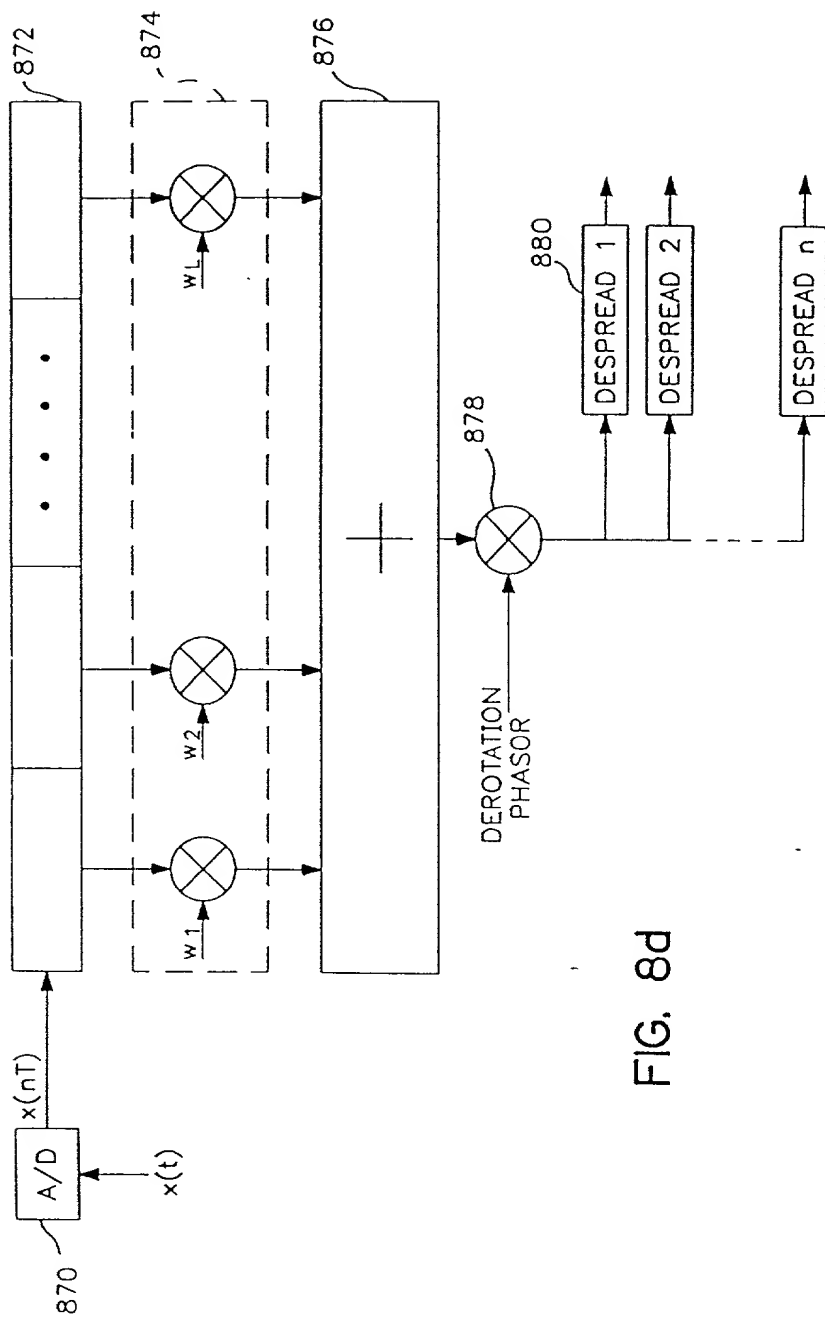 872
874
876
x(nT)
A/D
x(t)
870
w1
w2
wL
+
878
DEROTATION
PHASOR
880
DESPREAD 1
DESPREAD 2
DESPREAD n
FIG. 8d